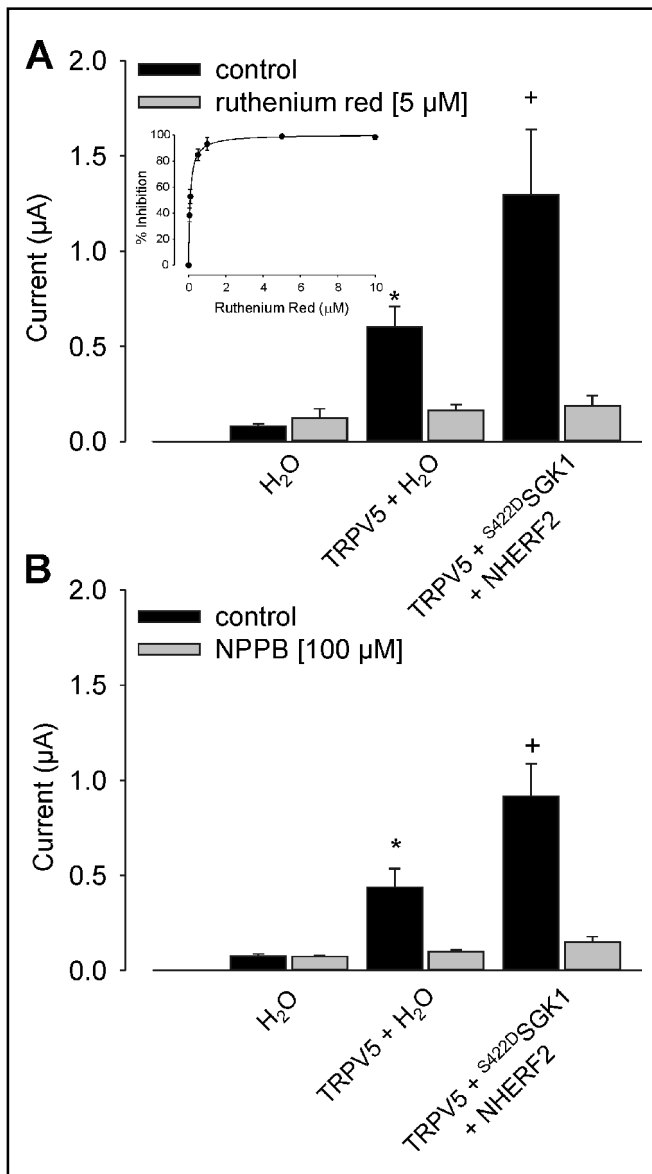 A
2.0
1.5
1.0
0.5
0.0
Current (µA)
control
ruthenium red [5 µM]
100
80
60
40
20
0
% Inhibition
0 2 4 6 8 10
Ruthenium Red (µM)
*
+
H₂O
TRPV5 + H₂O
TRPV5 + ˢ⁴²²ᴰSGK1
+ NHERF2
B
2.0
1.5
1.0
0.5
0.0
Current (µA)
control
NPPB [100 µM]
*
+
H₂O
TRPV5 + H₂O
TRPV5 + ˢ⁴²²ᴰSGK1
+ NHERF2